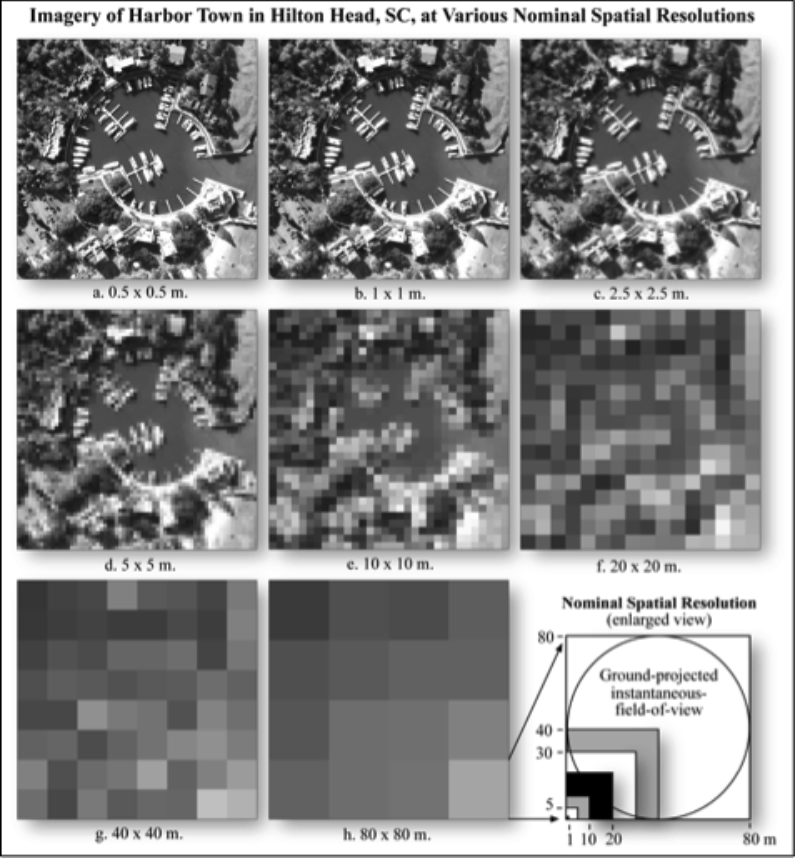 Imagery of Harbor Town in Hilton Head, SC, at Various Nominal Spatial Resolutions
a. 0.5 x 0.5 m.
b. 1 x 1 m.
c. 2.5 x 2.5 m.
d. 5 x 5 m.
e. 10 x 10 m.
f. 20 x 20 m.
g. 40 x 40 m.
h. 80 x 80 m.
Nominal Spatial Resolution
(enlarged view)
80
Ground-projected
instantaneous-
field-of-view
40
30
5
1 10 20 80 m